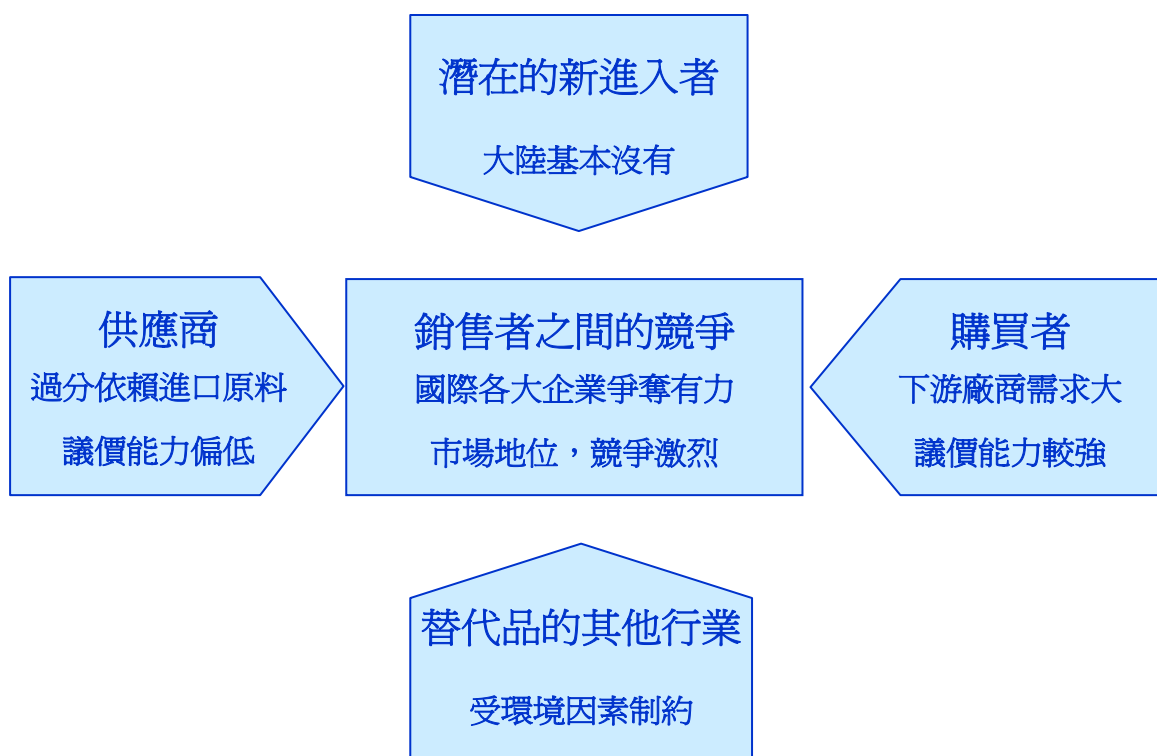 潛在的新進入者
大陸基本沒有
供應商
過分依賴進口原料
議價能力偏低
銷售者之間的競爭
國際各大企業爭奪有力
市場地位，競爭激烈
購買者
下游廠商需求大
議價能力較強
替代品的其他行業
受環境因素制約